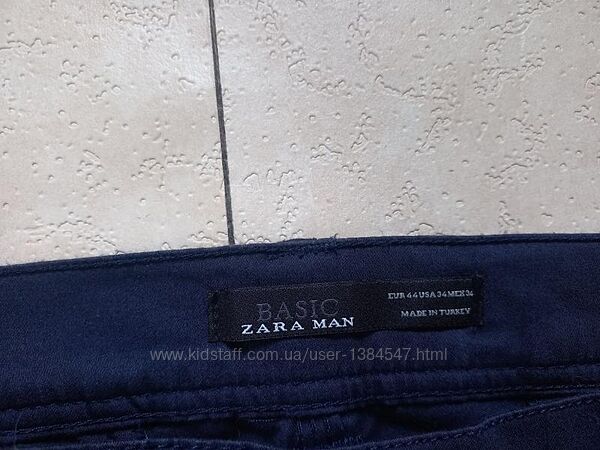 BASIC
ZARA MAN
EUR 44 USA 34 MEX 34
MADE IN TURKEY
www.kidstaff.com.ua/user-1384547.html